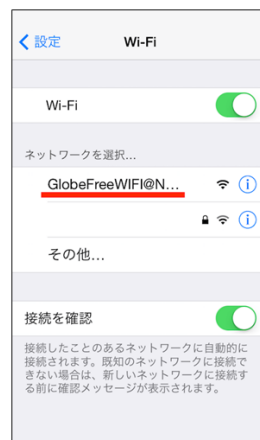 設定
Wi-Fi
Wi-Fi
ネットワークを選択...
GlobeFreeWIFI@N...
その他...
接続を確認
接続したことのあるネットワークに自動的に
接続されます。既知のネットワークに接続で
きない場合は、新しいネットワークに接続す
る前に確認メッセージが表示されます。